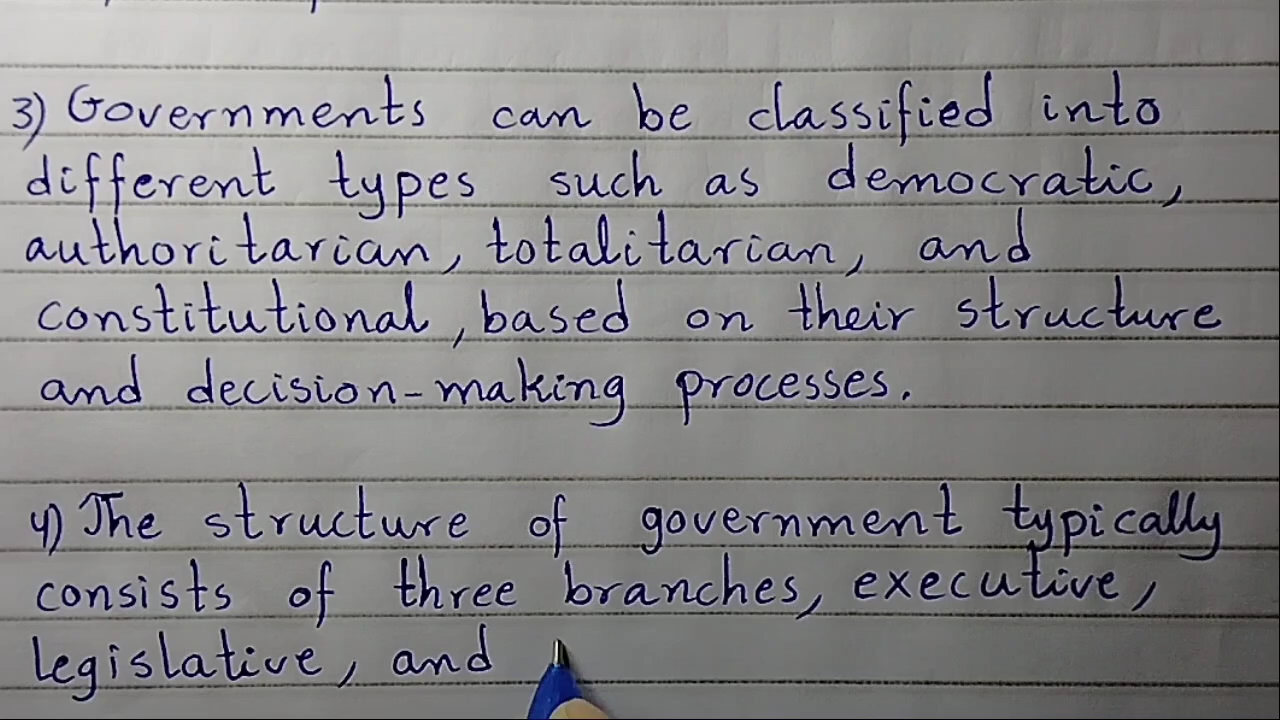 3) Governments can be classified into
different types such as democratic,
authoritarian, totalitarian, and
constitutional, based on their structure
and decision-making processes.
4) The structure of government typically
consists of three branches, executive,
legislative, and